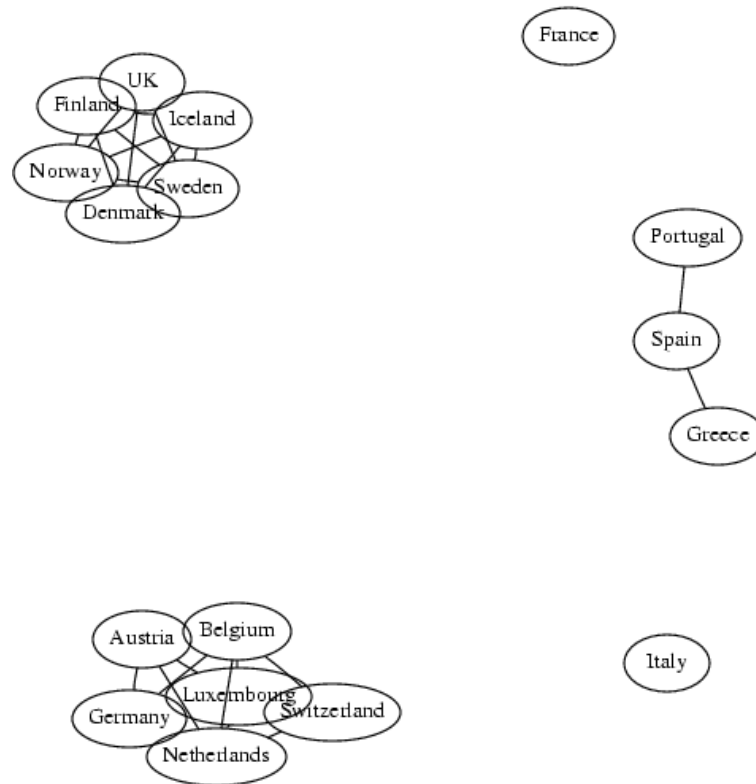 France
UK
Finland
Iceland
Norway
Sweden
Denmark
Portugal
Spain
Greece
Austria
Belgium
Italy
Luxembourg
Switzerland
Germany
Netherlands